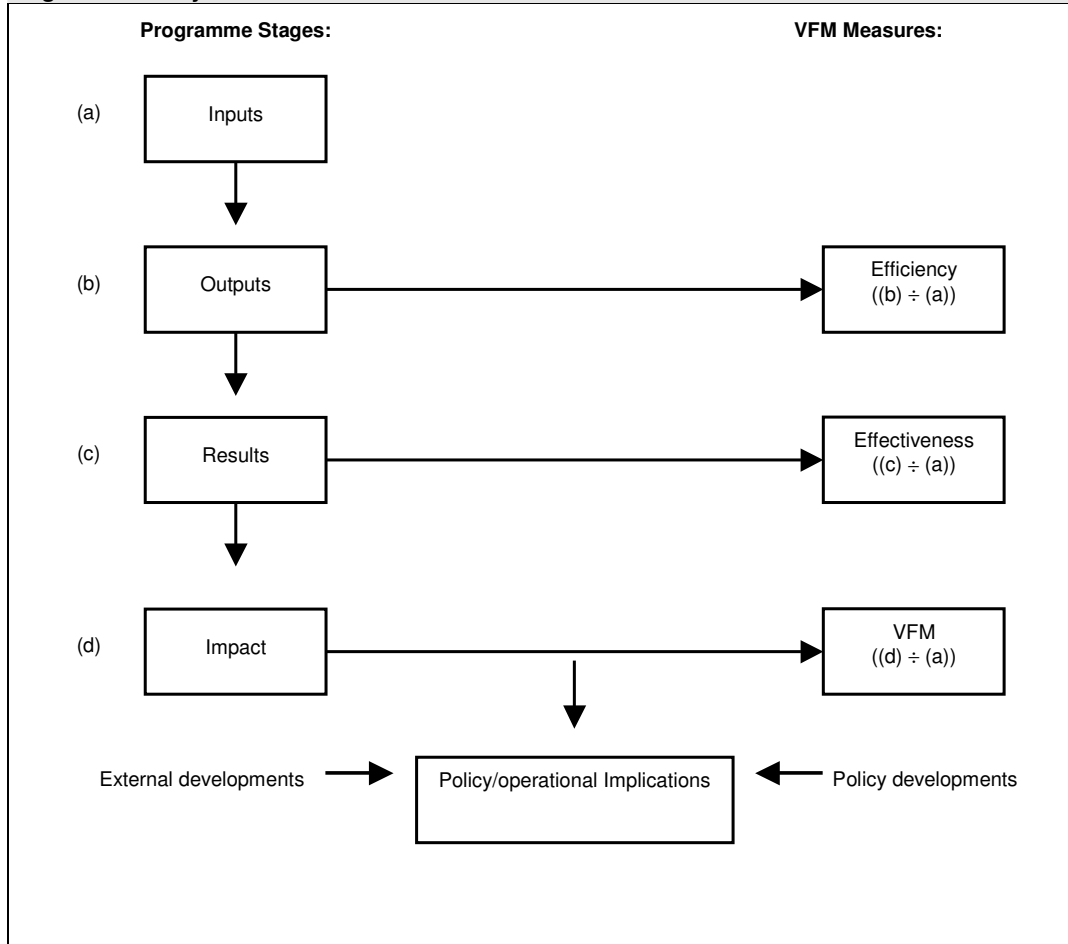 Programme Stages: VFM Measures:
(a) Inputs
(b) Outputs Efficiency
((b) ÷ (a))
(c) Results Effectiveness
((c) ÷ (a))
(d) Impact VFM
((d) ÷ (a))
External developments Policy/operational Implications Policy developments